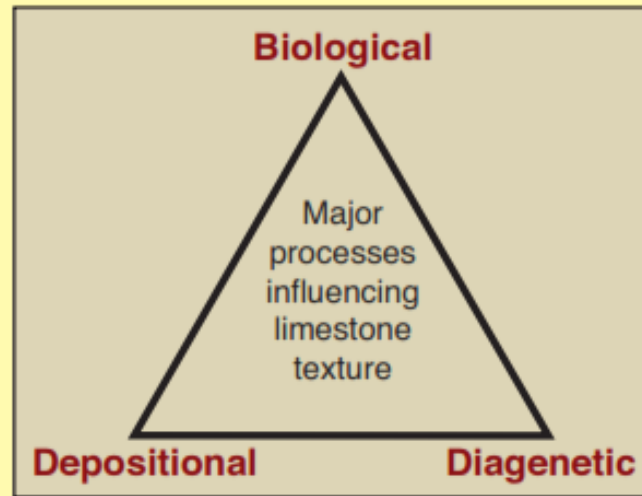 Biological
Major
processes
influencing
limestone
texture
Depositional
Diagenetic